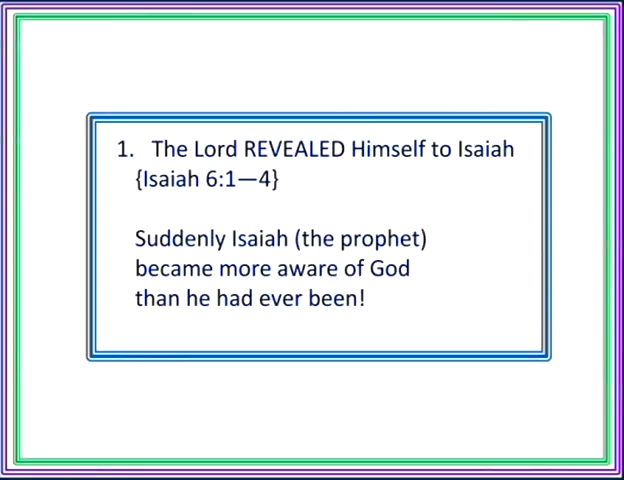 1. The Lord REVEALED Himself to Isaiah
{Isaiah 6:1—4}
Suddenly Isaiah (the prophet)
became more aware of God
than he had ever been!